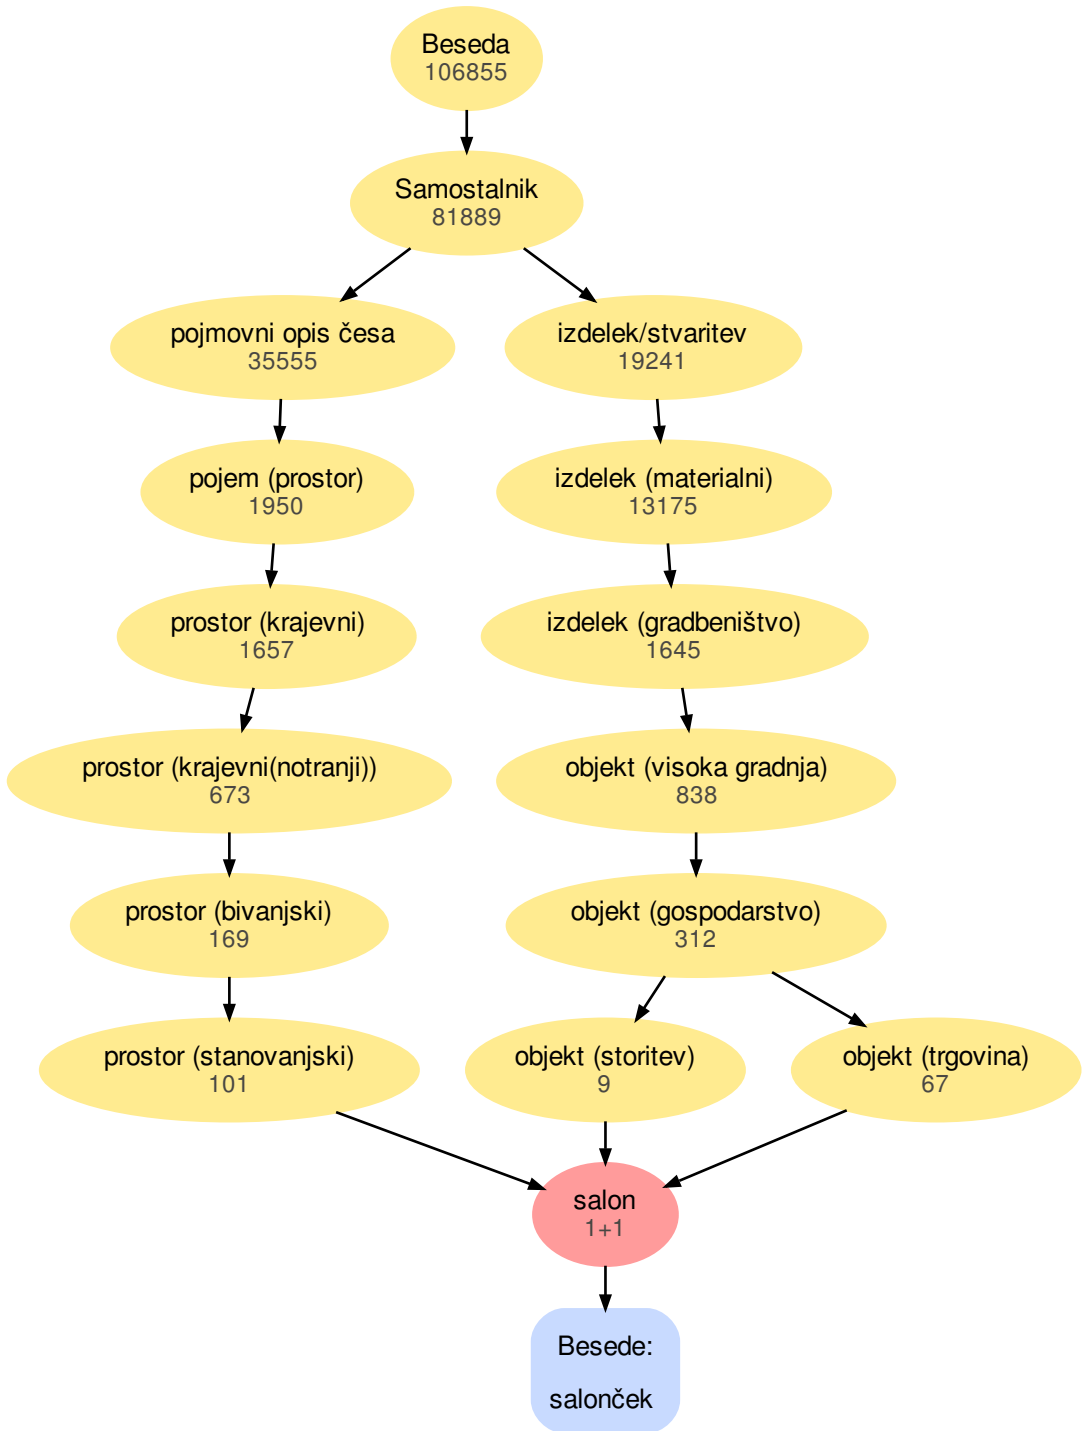 Beseda
106855
Samostalnik
81889
pojmovni opis česa
35555
izdelek/stvaritev
19241
pojem (prostor)
1950
izdelek (materialni)
13175
prostor (krajevni)
1657
izdelek (gradbeništvo)
1645
prostor (krajevni(notranji))
673
objekt (visoka gradnja)
838
prostor (bivanjski)
169
objekt (gospodarstvo)
312
prostor (stanovanjski)
101
objekt (storitev)
9
objekt (trgovina)
67
salon
1+1
Besede:
salonček